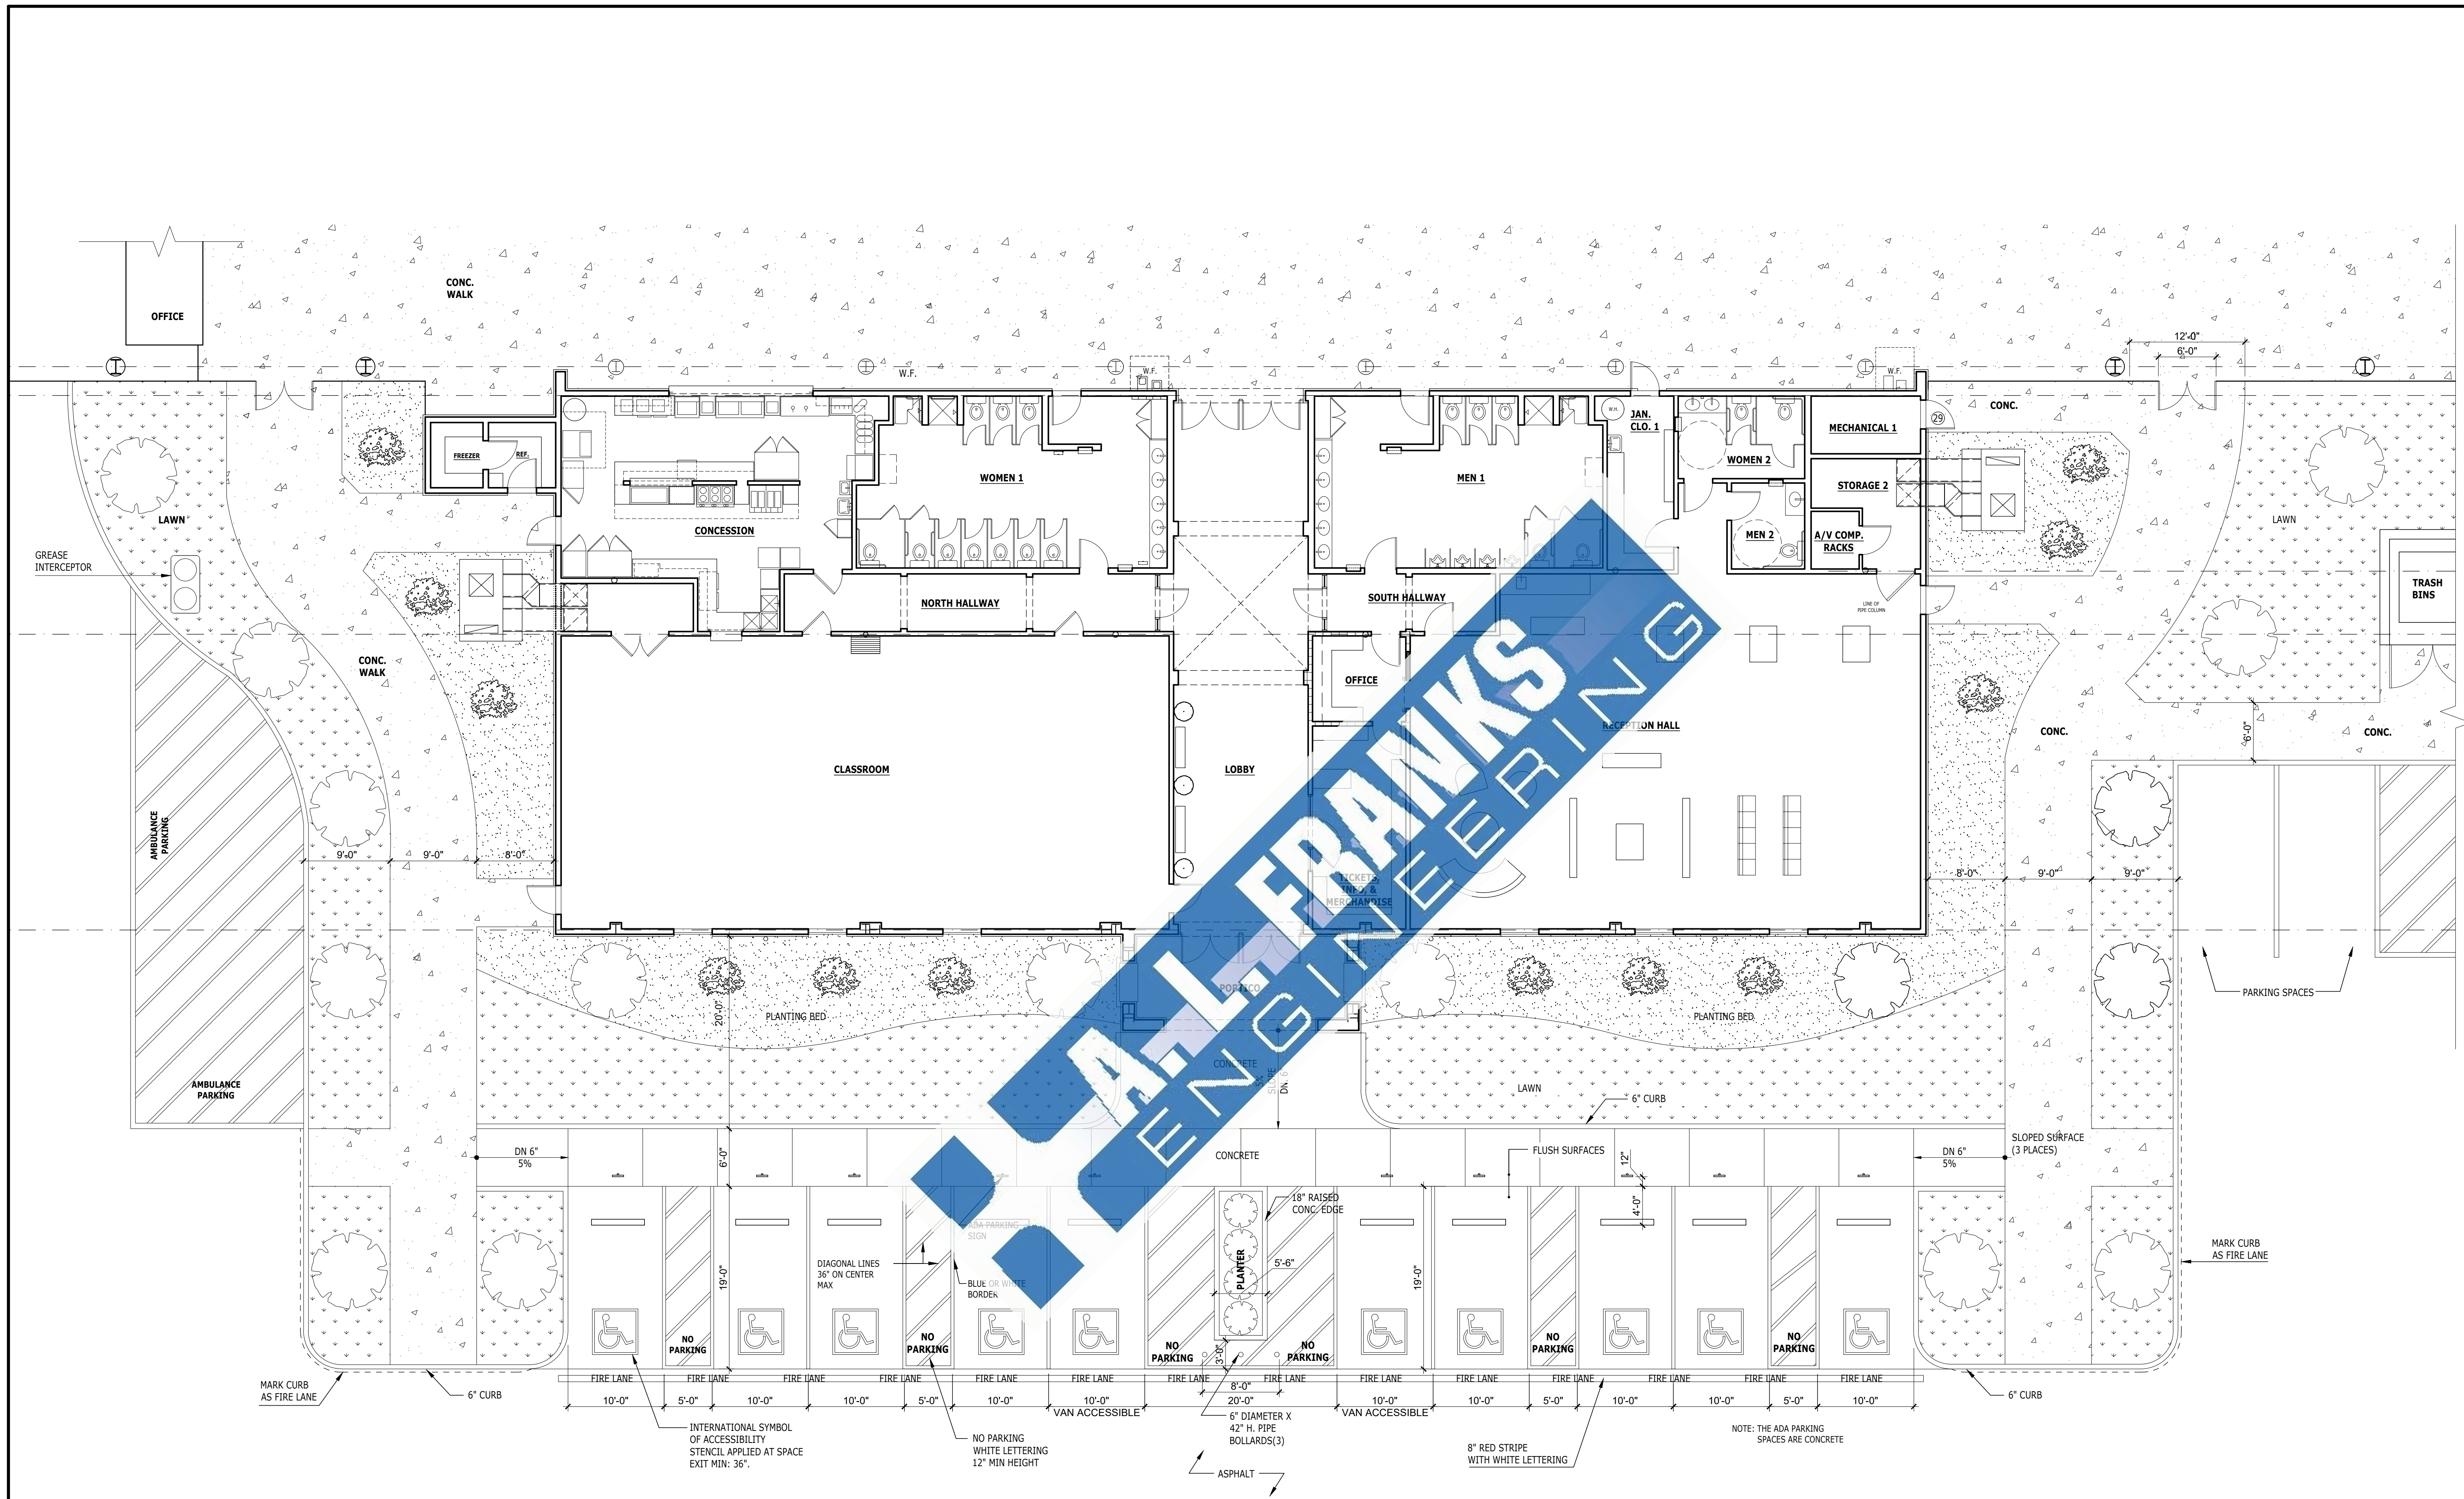 OFFICE
CONC.
WALK
12'-0"
6'-0"
W.F.
W.F.
W.F.
FREEZER
REF.
WOMEN 1
MEN 1
W.H.
JAN.
CLO. 1
WOMEN 2
MECHANICAL 1
29
CONC.
STORAGE 2
LAWN
CONCESSION
MEN 2
A/V COMP.
RACKS
LAWN
GREASE
INTERCEPTOR
NORTH HALLWAY
SOUTH HALLWAY
LINE OF
PIPE COLUMN
TRASH
BINS
CONC.
WALK
OFFICE
RECEPTION HALL
CONC.
6'-0"
CONC.
CLASSROOM
LOBBY
AMBULANCE
PARKING
9'-0"
9'-0"
8'-0"
TICKETS,
INFO, &
MERCHANDISE
8'-0"
9'-0"
9'-0"
A. L. FRANKS
ENGINEERING
PORTICO
PARKING SPACES
20'-0"
PLANTING BED
PLANTING BED
CONCRETE
5%
SLOPE
DN. 6"
AMBULANCE
PARKING
LAWN
6" CURB
DN 6"
5%
6'-0"
CONCRETE
FLUSH SURFACES
12"
DN 6"
5%
SLOPED SURFACE
(3 PLACES)
18" RAISED
CONC. EDGE
4'-0"
ADA PARKING
SIGN
DIAGONAL LINES
36" ON CENTER
MAX
BLUE OR WHITE
BORDER
19'-0"
PLANTER
5'-6"
19'-0"
MARK CURB
AS FIRE LANE
NO
PARKING
NO
PARKING
NO
PARKING
3'-0"
NO
PARKING
NO
PARKING
NO
PARKING
FIRE LANE FIRE LANE FIRE LANE FIRE LANE FIRE LANE FIRE LANE FIRE LANE FIRE LANE FIRE LANE FIRE LANE FIRE LANE FIRE LANE FIRE LANE FIRE LANE
MARK CURB
AS FIRE LANE
6" CURB
8'-0"
10'-0" 5'-0" 10'-0" 10'-0" 5'-0" 10'-0" 10'-0" 20'-0" 10'-0" 10'-0" 5'-0" 10'-0" 10'-0" 5'-0" 10'-0"
VAN ACCESSIBLE
VAN ACCESSIBLE
6" CURB
INTERNATIONAL SYMBOL
OF ACCESSIBILITY
STENCIL APPLIED AT SPACE
EXIT MIN: 36".
NO PARKING
WHITE LETTERING
12" MIN HEIGHT
6" DIAMETER X
42" H. PIPE
BOLLARDS(3)
ASPHALT
8" RED STRIPE
WITH WHITE LETTERING
NOTE: THE ADA PARKING
SPACES ARE CONCRETE